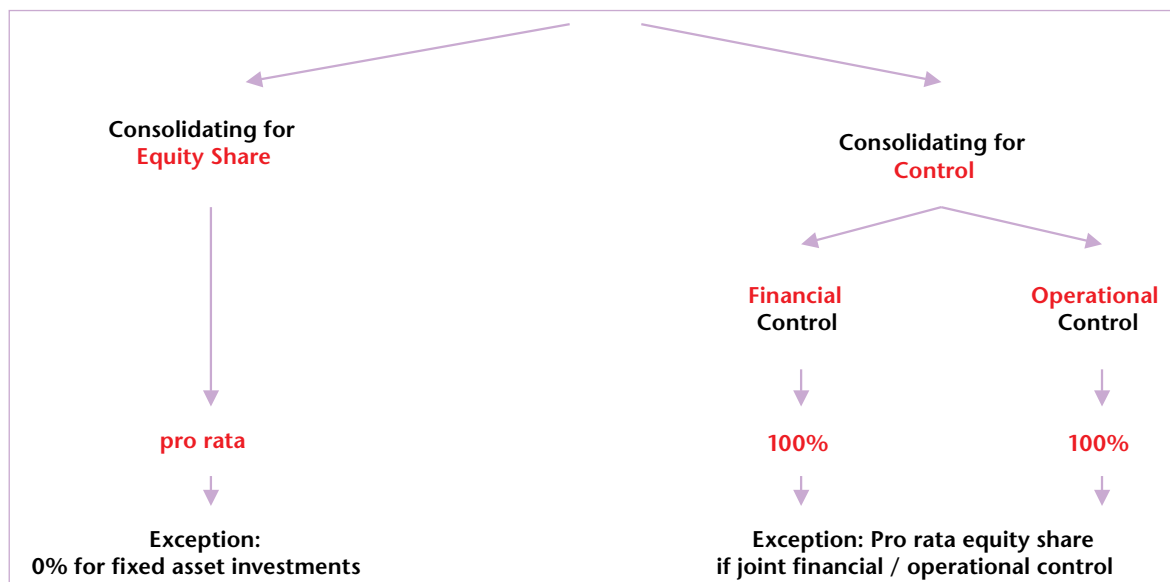 Consolidating for
Equity Share
Consolidating for
Control
Financial
Control
Operational
Control
pro rata
100%
100%
Exception:
0% for fixed asset investments
Exception: Pro rata equity share
if joint financial / operational control